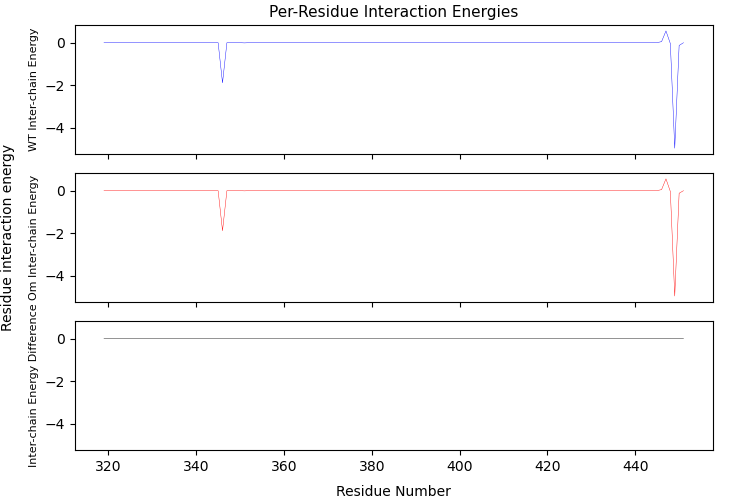 Per-Residue Interaction Energies
Residue interaction energy
WT Inter-chain Energy
0
−2
−4
Om Inter-chain Energy
0
−2
−4
Inter-chain Energy Difference
0
−2
−4
320 340 360 380 400 420 440
Residue Number